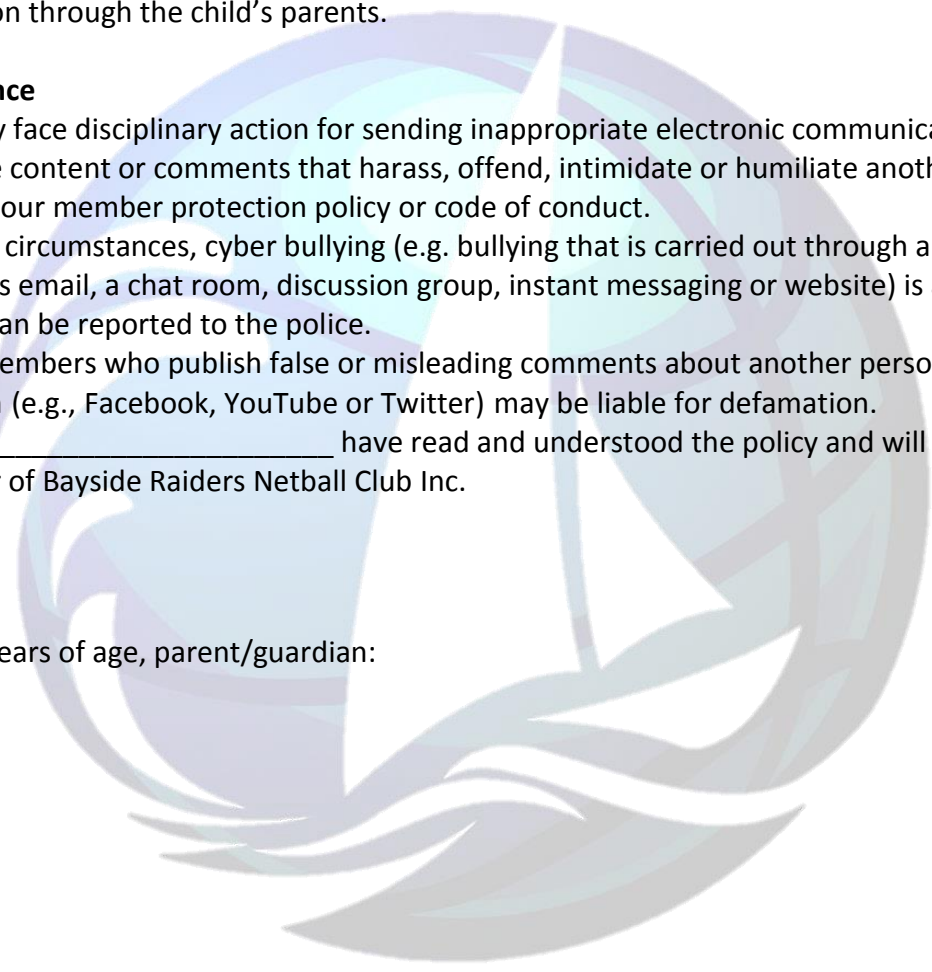 on through the child’s parents.
nce
y face disciplinary action for sending inappropriate electronic communica
e content or comments that harass, offend, intimidate or humiliate anoth
our member protection policy or code of conduct.
circumstances, cyber bullying (e.g. bullying that is carried out through a
s email, a chat room, discussion group, instant messaging or website) is
an be reported to the police.
embers who publish false or misleading comments about another perso
(e.g., Facebook, YouTube or Twitter) may be liable for defamation.
______________________ have read and understood the policy and will
of Bayside Raiders Netball Club Inc.
ears of age, parent/guardian: